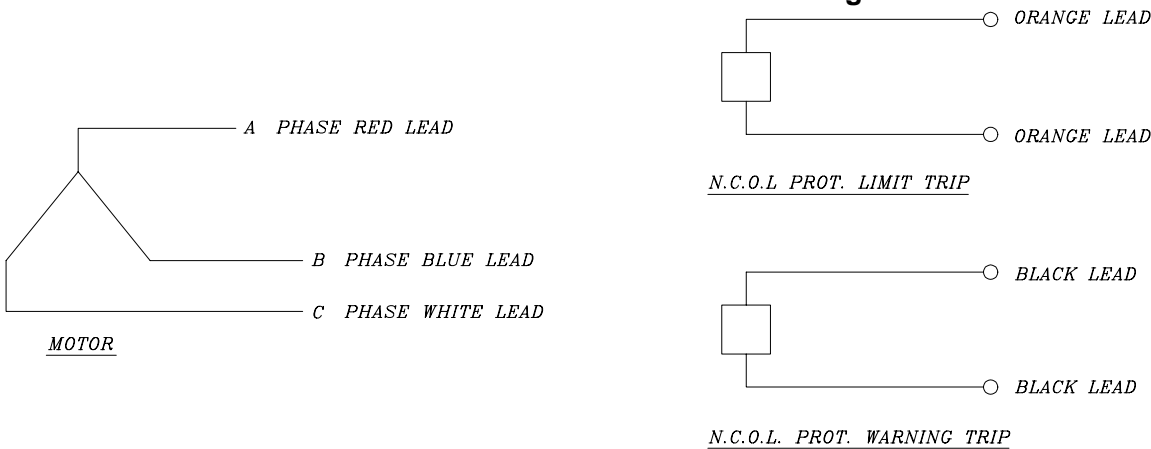 ORANGE LEAD
ORANGE LEAD
N.C.O.L PROT. LIMIT TRIP
A PHASE RED LEAD
B PHASE BLUE LEAD
C PHASE WHITE LEAD
MOTOR
BLACK LEAD
BLACK LEAD
N.C.O.L. PROT. WARNING TRIP